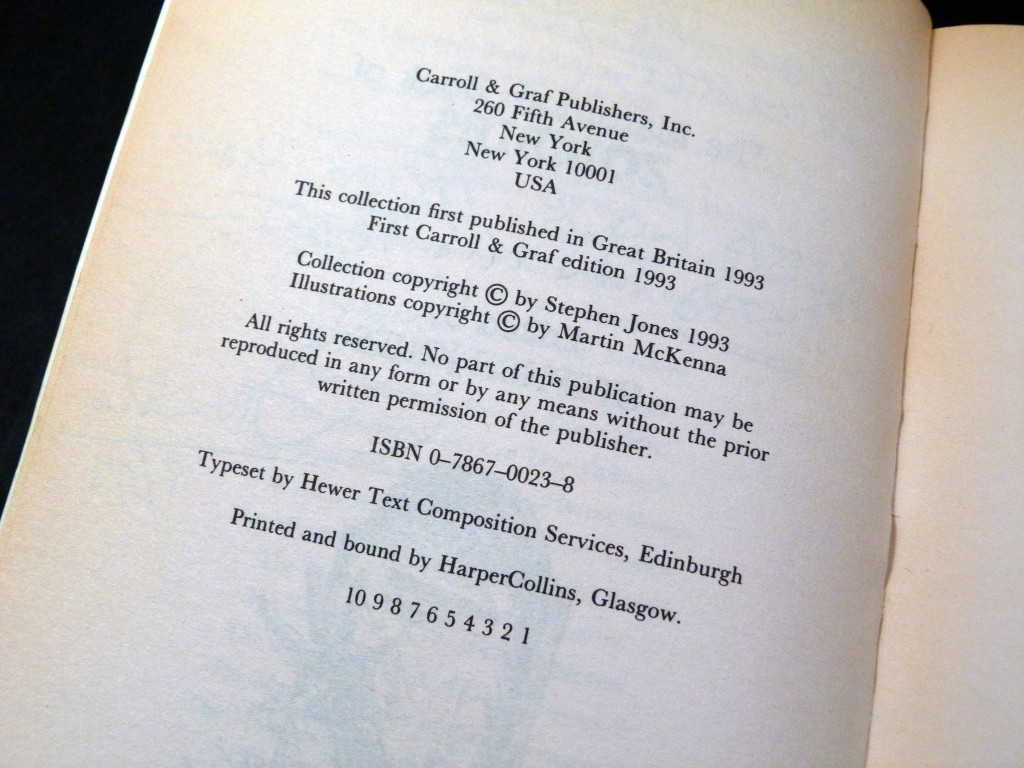 Carroll & Graf Publishers, Inc.
260 Fifth Avenue
New York
New York 10001
USA
This collection first published in Great Britain 1993
First Carroll & Graf edition 1993
Collection copyright © by Stephen Jones 1993
Illustrations copyright © by Martin McKenna
All rights reserved. No part of this publication may be
reproduced in any form or by any means without the prior
written permission of the publisher.
ISBN 0–7867–0023–8
Typeset by Hewer Text Composition Services, Edinburgh
Printed and bound by HarperCollins, Glasgow.
10 9 8 7 6 5 4 3 2 1